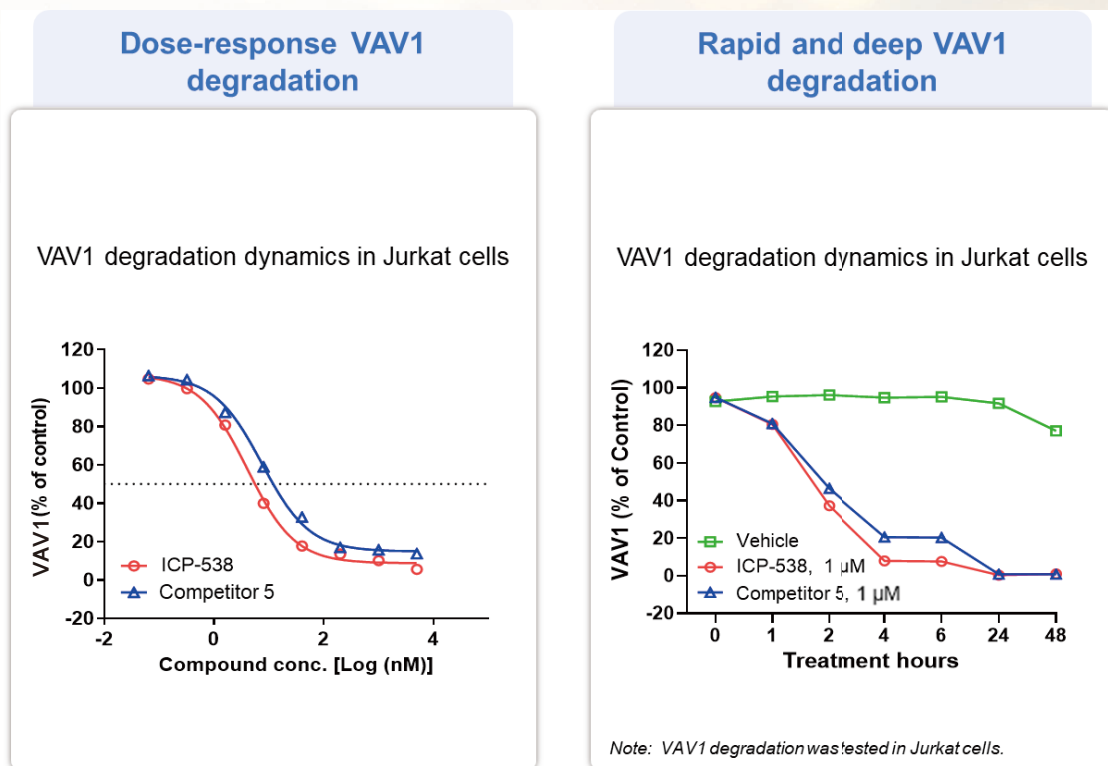 Dose-response VAV1
degradation
VAV1 degradation dynamics in Jurkat cells
VAV1(% of control)
120
100
80
60
40
20
0
-20
-2
0
2
4
ICP-538
Competitor 5
Compound conc. [Log (nM)]
Rapid and deep VAV1
degradation
VAV1 degradation dynamics in Jurkat cells
VAV1 (% of Control)
120
100
80
60
40
20
0
-20
0
1
2
4
6
24
48
Vehicle
ICP-538, 1 µM
Competitor 5, 1 µM
Treatment hours
Note: VAV1 degradation was tested in Jurkat cells.